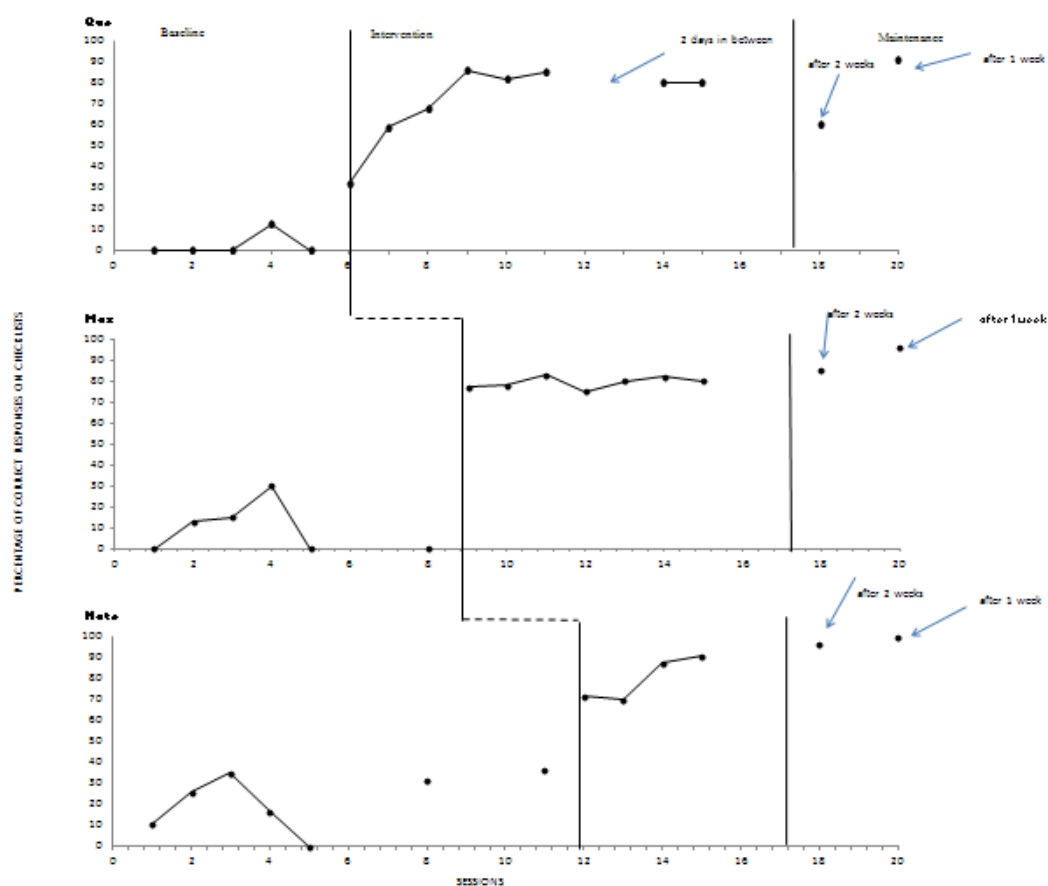 Baseline
Intervention
2 days in between
Maintenance
after 2 weeks
after 1 week
100
90
80
70
60
50
40
30
20
10
0
0 2 4 6 8 10 12 14 16 18 20
PERCENTAGE OF CORRECT RESPONSES ON CHECKLISTS
Max
after 2 weeks
after 1 week
100
90
80
70
60
50
40
30
20
10
0
0 2 4 6 8 10 12 14 16 18 20
Nate
after 2 weeks
after 1 week
100
90
80
70
60
50
40
30
20
10
0
0 2 4 6 8 10 12 14 16 18 20
SESSIONS